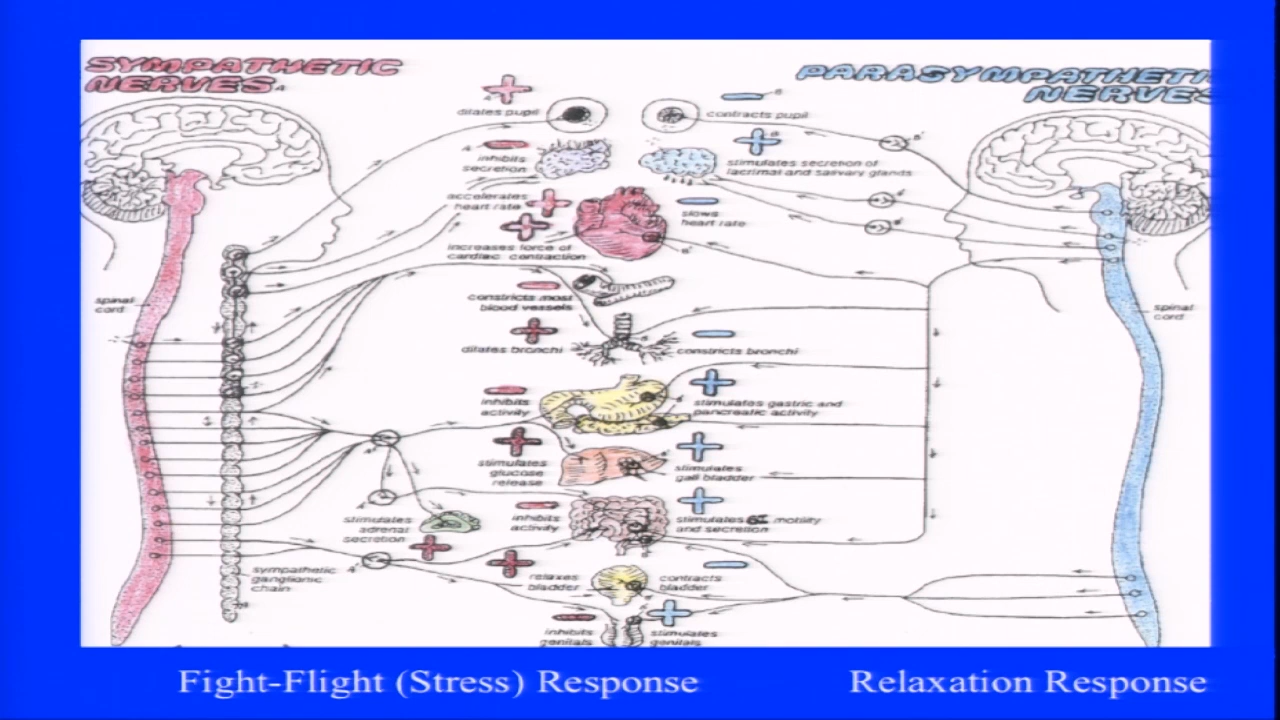 SYMPATHETIC
NERVES
PARASYMPATHETI
NERVES
dilates pupil
contracts pupil
inhibits
secretion
stimulates secretion of
lacrimal and salivary glands
accelerates
heart rate
slows
heart rate
increases force of
cardiac contraction
constricts most
blood vessels
spinal
cord
spinal
cord
dilates bronchi
constricts bronchi
inhibits
activity
stimulates gastric and
pancreatic activity
stimulates
glucose
release
stimulates
gall bladder
stimulates
adrenal
secretion
inhibits
activity
stimulates GI motility
and secretion
sympathetic
ganglionic
chain
relaxes
bladder
contracts
bladder
inhibits
genitals
stimulates
genitals
Fight-Flight (Stress) Response
Relaxation Response